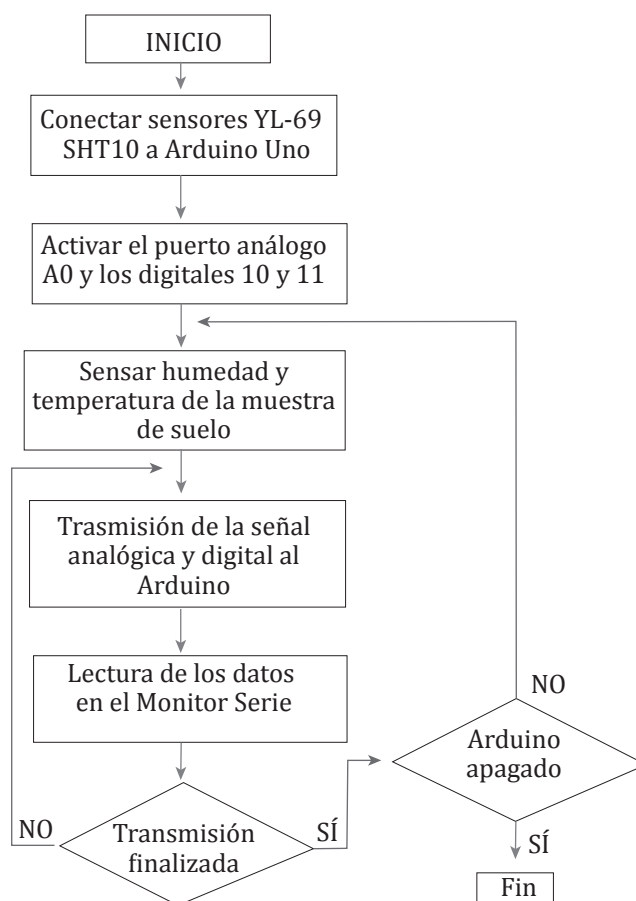 INICIO
Conectar sensores YL-69
SHT10 a Arduino Uno
Activar el puerto análogo
A0 y los digitales 10 y 11
Sensar humedad y
temperatura de la muestra
de suelo
Trasmisión de la señal
analógica y digital al
Arduino
Lectura de los datos
en el Monitor Serie
NO
Transmisión
finalizada
SÍ
Arduino
apagado
NO
SÍ
Fin